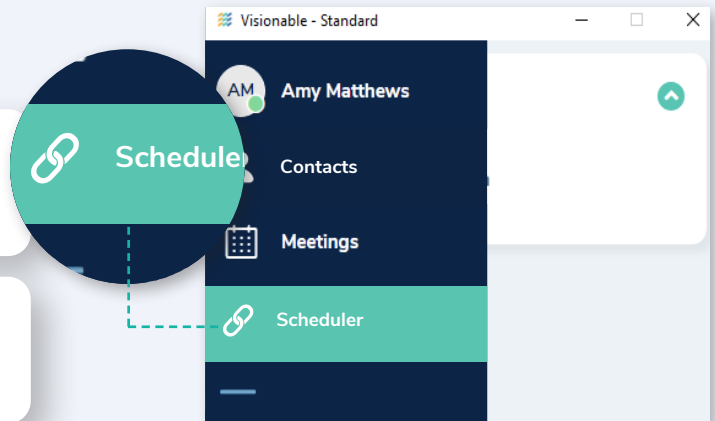 Visionable - Standard
AM
Amy Matthews
Schedule
Contacts
Meetings
Scheduler